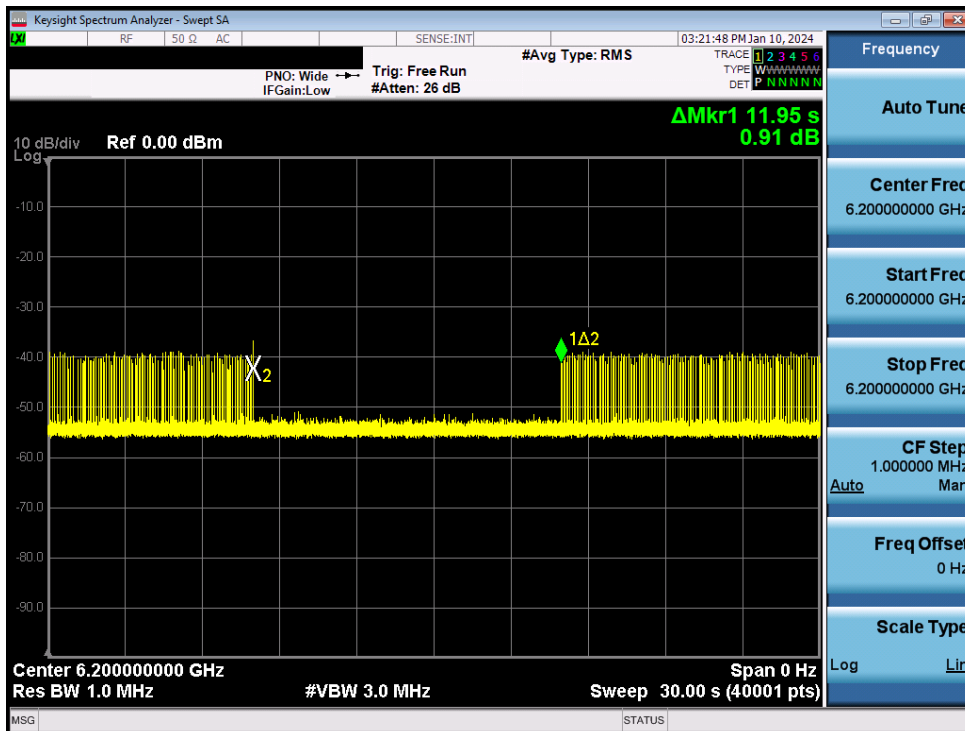 Keysight Spectrum Analyzer - Swept SA
LXI
RF
50 Ω AC
SENSE:INT
03:21:48 PM Jan 10, 2024
Frequency
PNO: Wide
IFGain:Low
Trig: Free Run
#Atten: 26 dB
#Avg Type: RMS
TRACE 1 2 3 4 5 6
TYPE W W W W W W
DET P N N N N N
ΔMkr1 11.95 s
0.91 dB
10 dB/div
Log
Ref 0.00 dBm
-10.0
-20.0
-30.0
-40.0
-50.0
-60.0
-70.0
-80.0
-90.0
1Δ2
X2
Center 6.200000000 GHz
Span 0 Hz
Res BW 1.0 MHz
#VBW 3.0 MHz
Sweep 30.00 s (40001 pts)
Auto Tune
Center Freq
6.200000000 GHz
Start Freq
6.200000000 GHz
Stop Freq
6.200000000 GHz
CF Step
1.000000 MHz
Auto Man
Freq Offset
0 Hz
Scale Type
Log Lin
MSG
STATUS